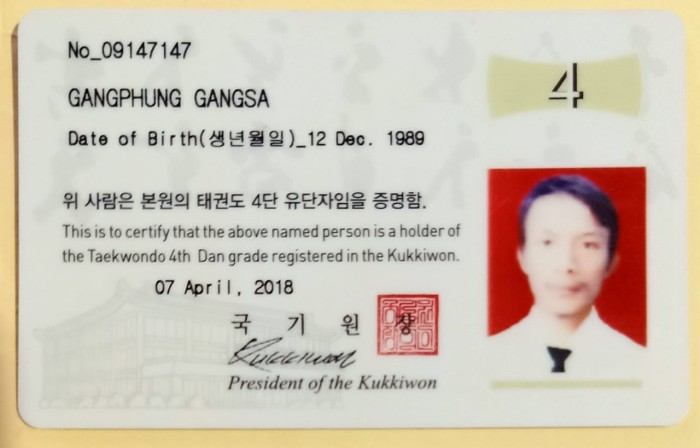 No_09147147
4
GANGPHUNG GANGSA
Date of Birth(생년월일)_12 Dec. 1989
위 사람은 본원의 태권도 4단 유단자임을 증명함.
This is to certify that the above named person is a holder of
the Taekwondo 4th Dan grade registered in the Kukkiwon.
07 April, 2018
국 기 원 장
Kukkiwon
President of the Kukkiwon